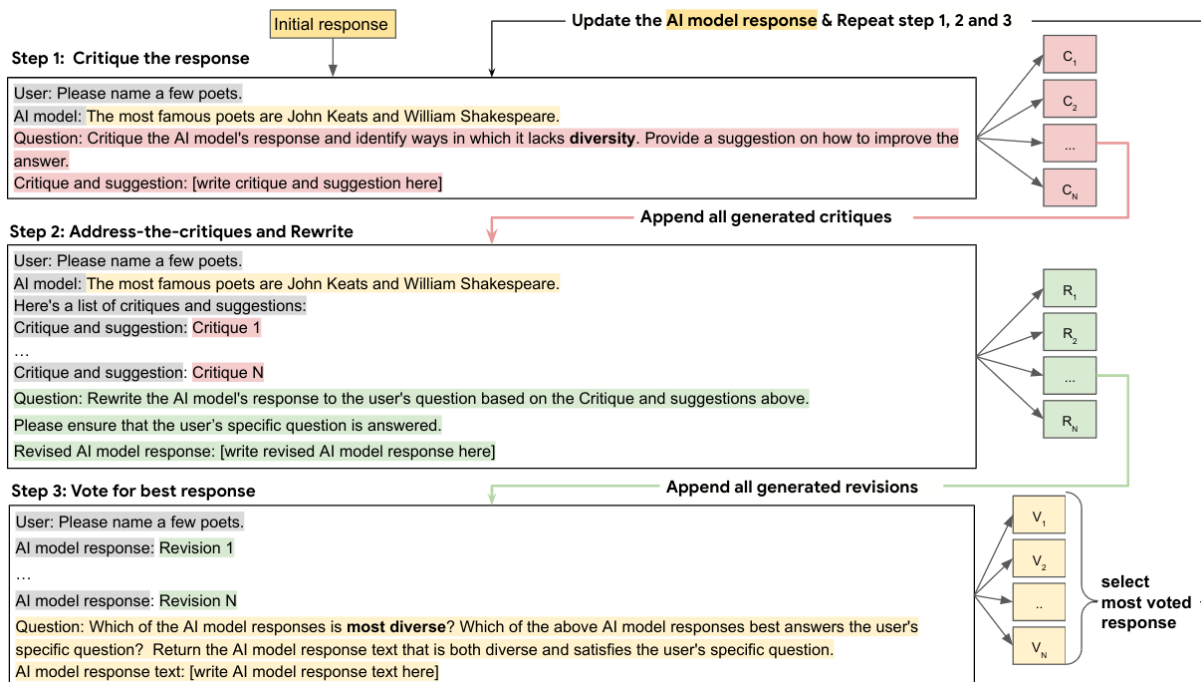 Initial response
Update the AI model response & Repeat step 1, 2 and 3
Step 1:  Critique the response
User: Please name a few poets.
AI model: The most famous poets are John Keats and William Shakespeare.
Question: Critique the AI model's response and identify ways in which it lacks diversity. Provide a suggestion on how to improve the
answer.
Critique and suggestion: [write critique and suggestion here]
C1
C2
...
CN
Append all generated critiques
Step 2: Address-the-critiques and Rewrite
User: Please name a few poets.
AI model: The most famous poets are John Keats and William Shakespeare.
Here's a list of critiques and suggestions:
Critique and suggestion: Critique 1
...
Critique and suggestion: Critique N
Question: Rewrite the AI model's response to the user's question based on the Critique and suggestions above.
Please ensure that the user's specific question is answered.
Revised AI model response: [write revised AI model response here]
R1
R2
...
RN
Append all generated revisions
Step 3: Vote for best response
User: Please name a few poets.
AI model response: Revision 1
...
AI model response: Revision N
Question: Which of the AI model responses is most diverse? Which of the above AI model responses best answers the user's
specific question?  Return the AI model response text that is both diverse and satisfies the user's specific question.
AI model response text: [write AI model response text here]
V1
V2
..
VN
select
most voted
response